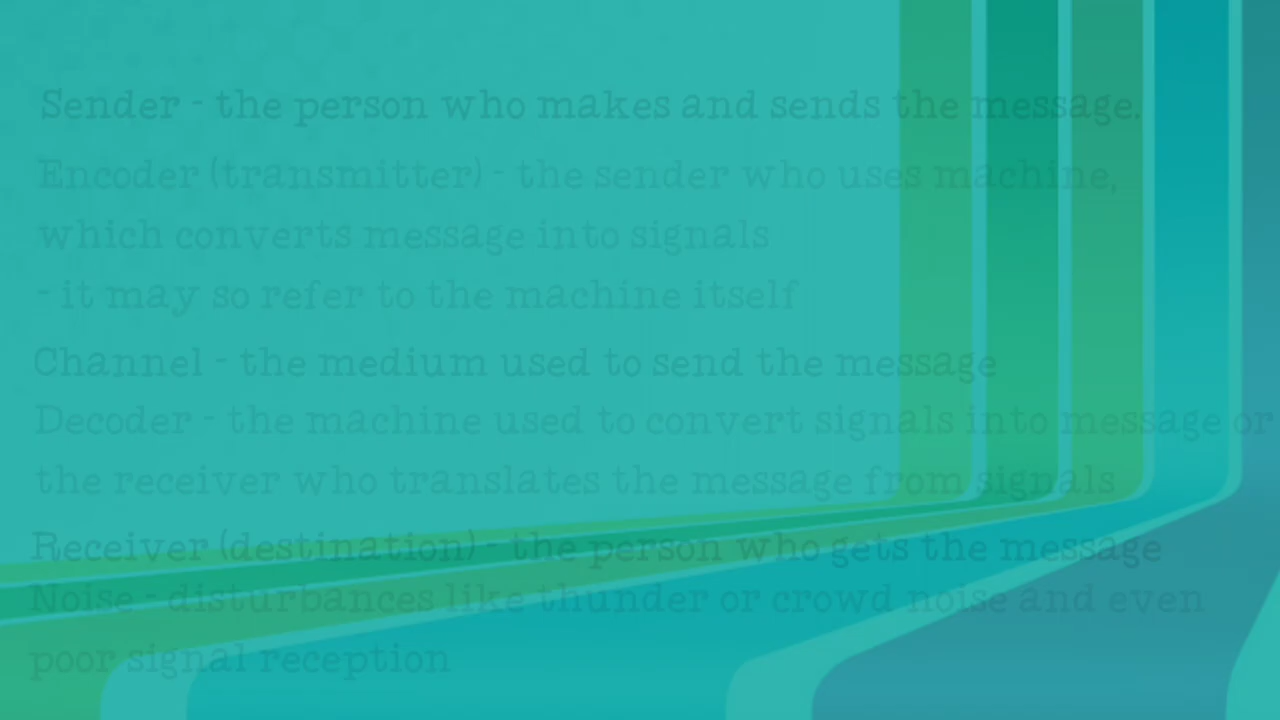 Sender - the person who makes and sends the message.
Encoder (transmitter) - the sender who uses machine,
which converts message into signals
- it may so refer to the machine itself
Channel - the medium used to send the message
Decoder - the machine used to convert signals into message or
the receiver who translates the message from signals
Receiver (destination) - the person who gets the message
Noise - disturbances like thunder or crowd noise and even
poor signal reception